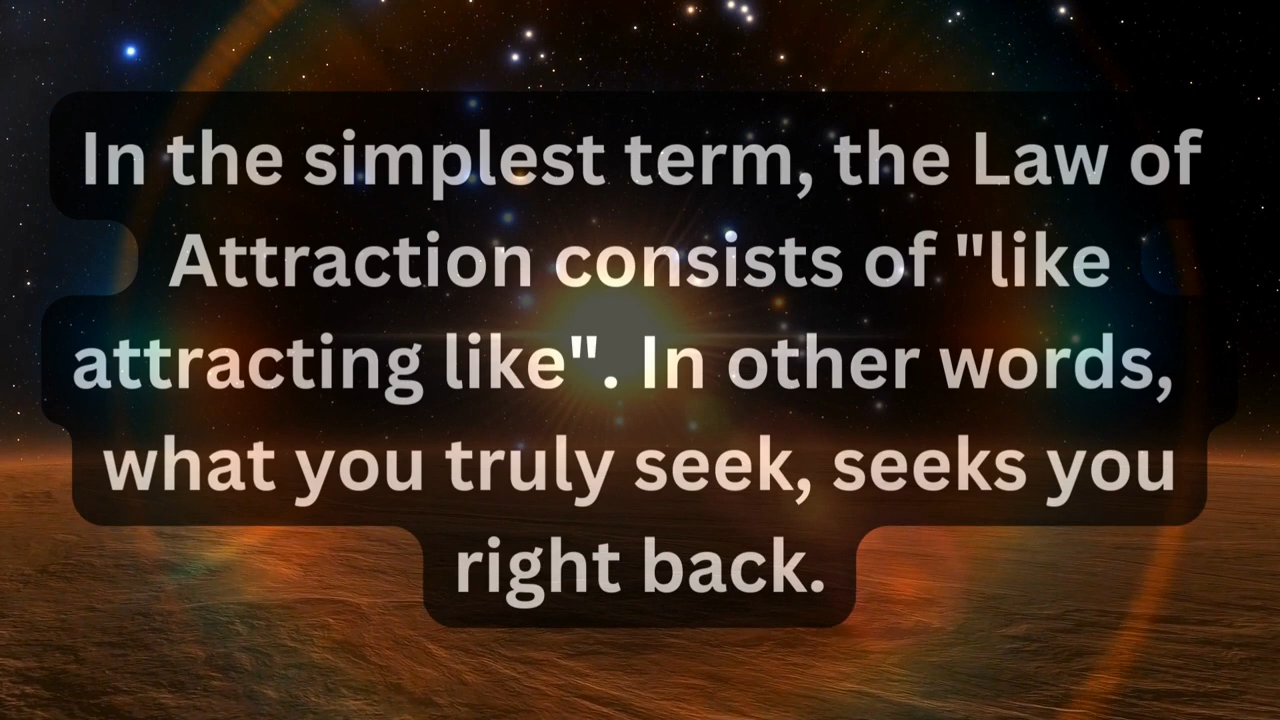 In the simplest term, the Law of
Attraction consists of "like
attracting like". In other words,
what you truly seek, seeks you
right back.